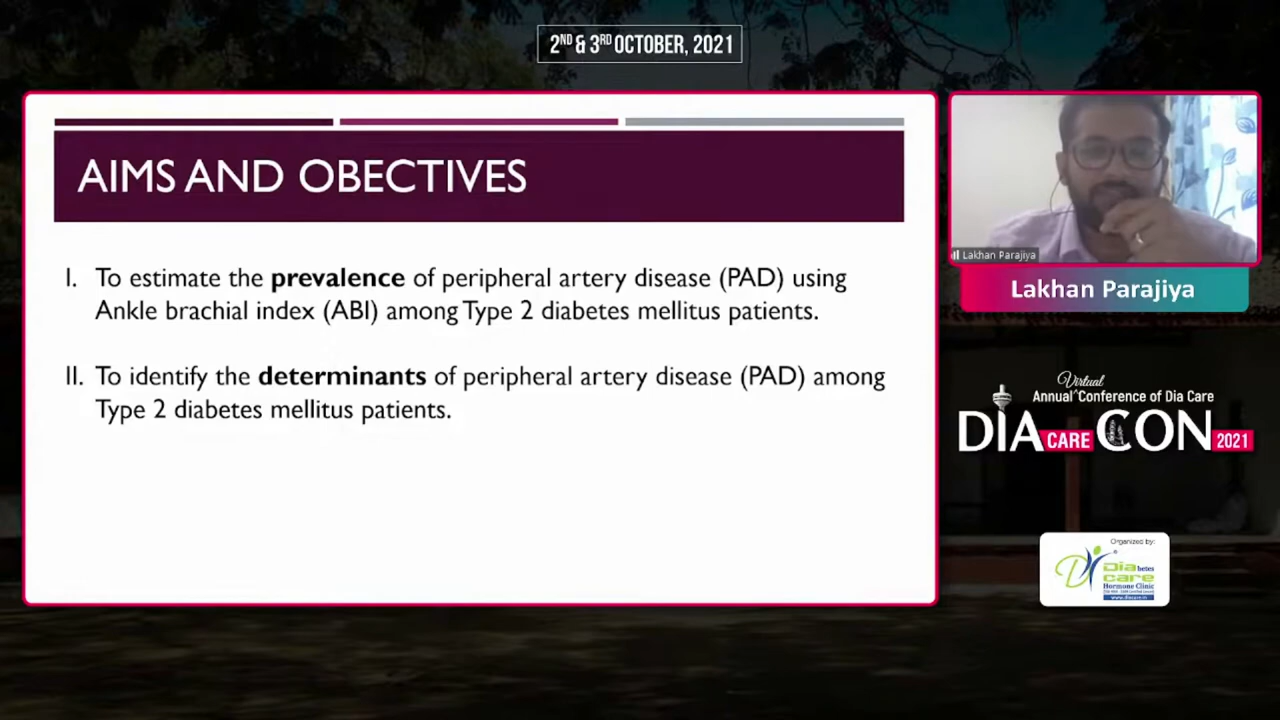 2ND & 3RD OCTOBER, 2021
AIMS AND OBECTIVES
I. To estimate the prevalence of peripheral artery disease (PAD) using
Ankle brachial index (ABI) among Type 2 diabetes mellitus patients.
II. To identify the determinants of peripheral artery disease (PAD) among
Type 2 diabetes mellitus patients.
Lakhan Parajiya
Lakhan Parajiya
Virtual
Annual^Conference of Dia Care
DIA CARE CON 2021
Organized by:
Diabetes
care
Hormone Clinic
www.diacare.in